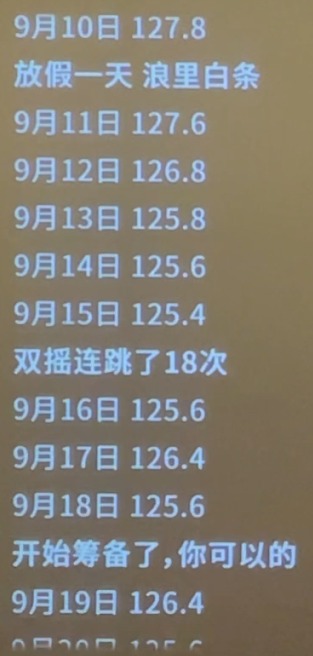 9月10日 127.8
放假一天 浪里白条
9月11日 127.6
9月12日 126.8
9月13日 125.8
9月14日 125.6
9月15日 125.4
双摇连跳了18次
9月16日 125.6
9月17日 126.4
9月18日 125.6
开始筹备了,你可以的
9月19日 126.4